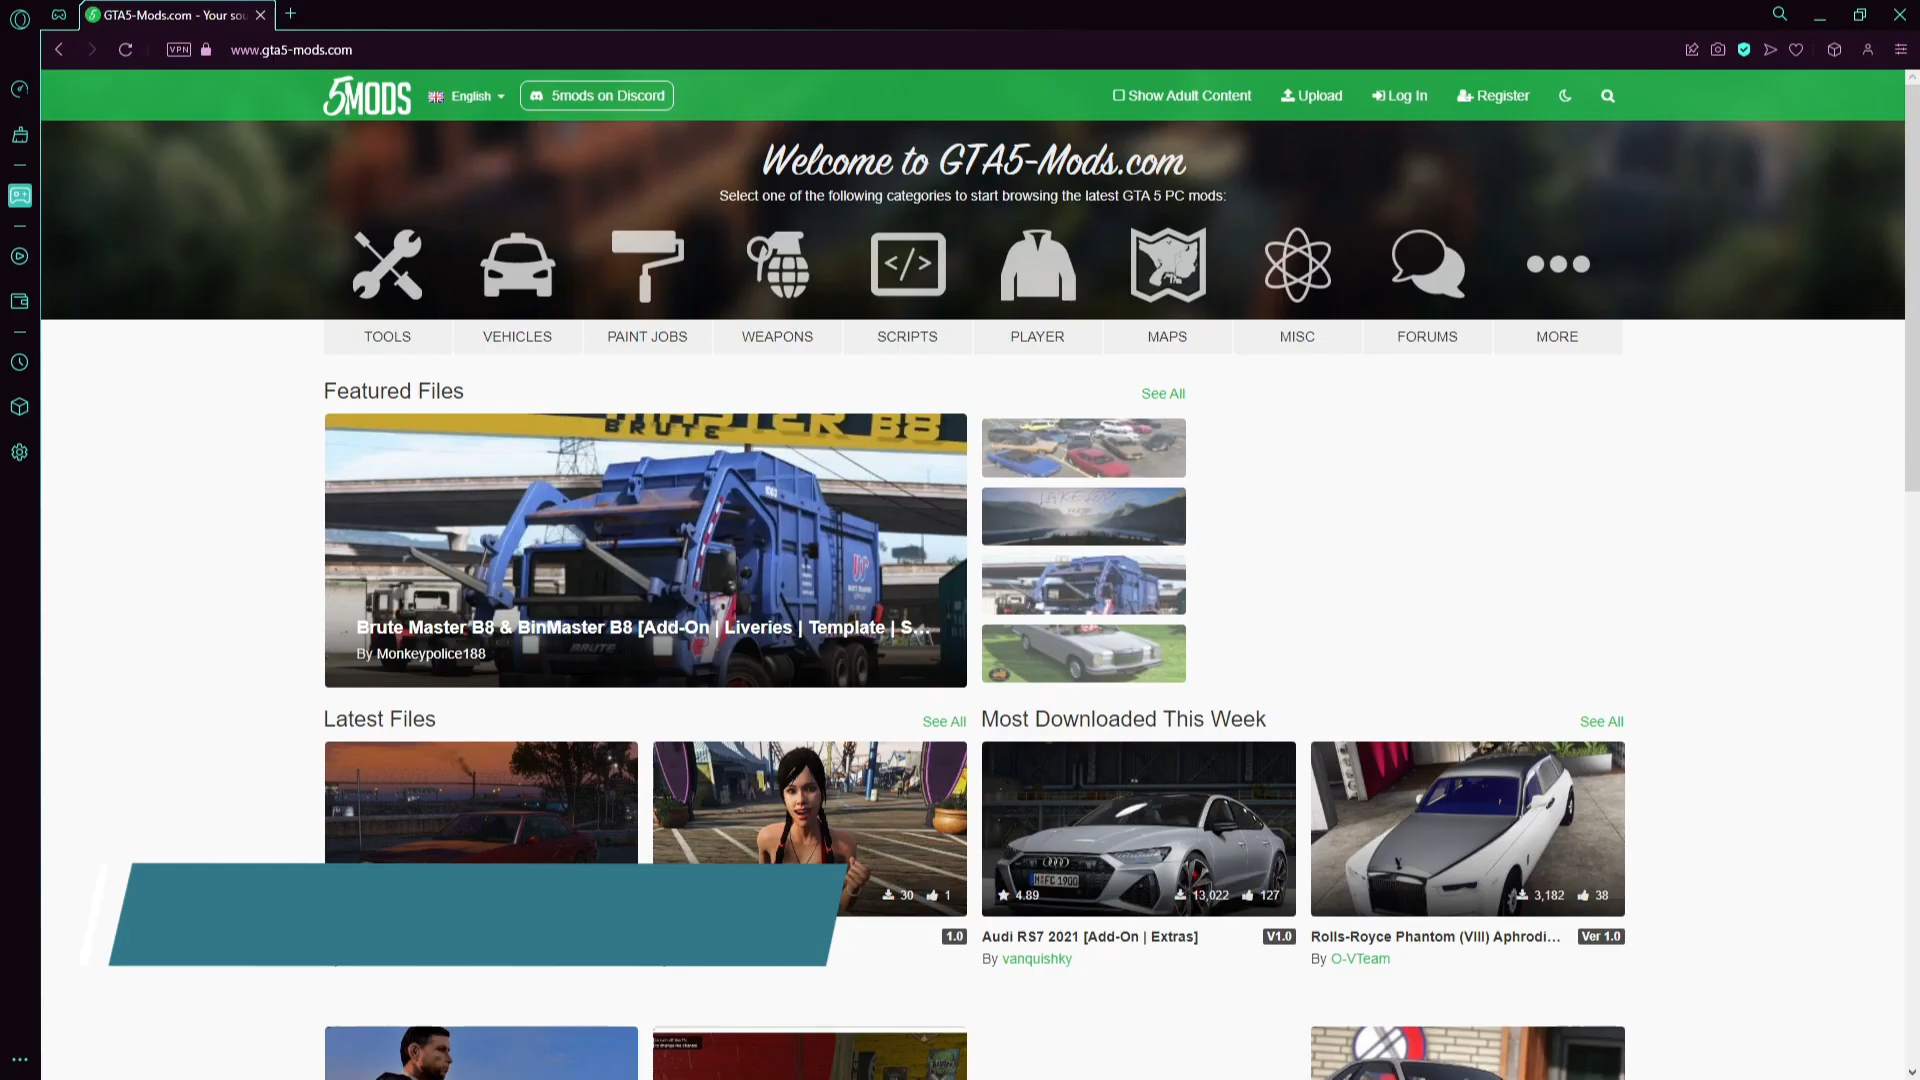 GTA5-Mods.com - Your sou
VPN
www.gta5-mods.com
5MODS
English
5mods on Discord
Show Adult Content
Upload
Log In
Register
Welcome to GTA5-Mods.com
Select one of the following categories to start browsing the latest GTA 5 PC mods:
TOOLS
VEHICLES
PAINT JOBS
WEAPONS
SCRIPTS
PLAYER
MAPS
MISC
FORUMS
MORE
Featured Files
See All
MASTER B8
BRUTE
Brute Master B8 & BinMaster B8 [Add-On | Liveries | Template | S...
By Monkeypolice188
BRUTE
Latest Files
See All
Most Downloaded This Week
See All
30
1
4.89
13,022
127
3,182
38
1.0
Audi RS7 2021 [Add-On | Extras]
V1.0
Rolls-Royce Phantom (VIII) Aphrodi...
Ver 1.0
By vanquishky
By O-VTeam